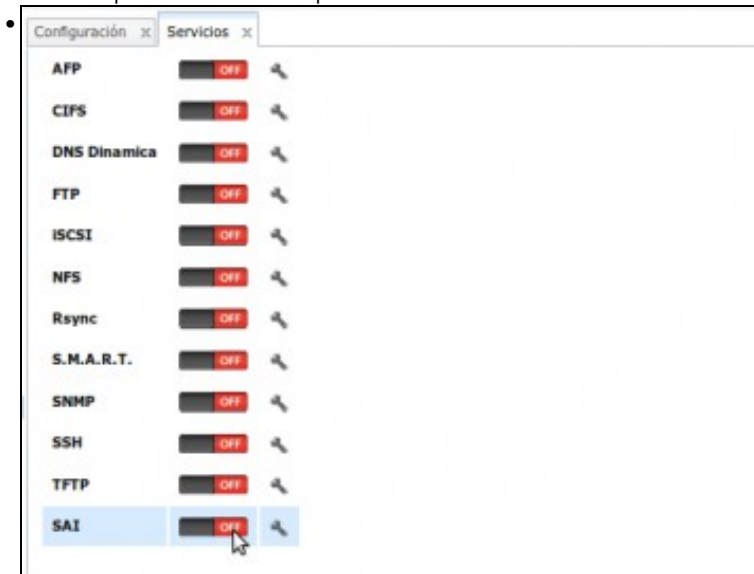 Configuración x Servicios x
AFP OFF
CIFS OFF
DNS Dinamica OFF
FTP OFF
iSCSI OFF
NFS OFF
Rsync OFF
S.M.A.R.T. OFF
SNMP OFF
SSH OFF
TFTP OFF
SAI OFF